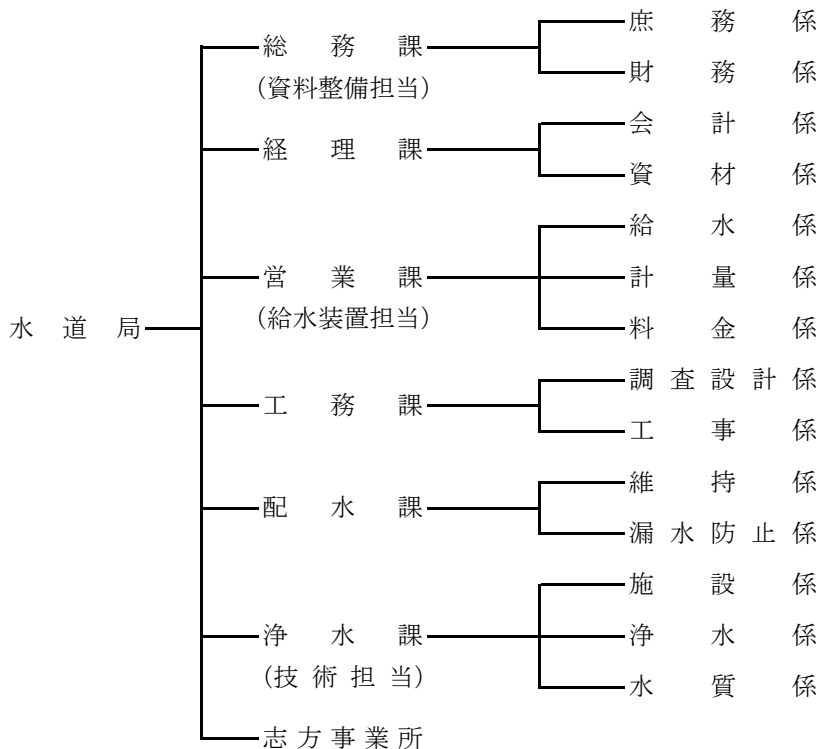 水道局
総務課
(資料整備担当)
庶務係
財務係
経理課
会計係
資材係
営業課
(給水装置担当)
給水係
計量係
料金係
工務課
調査設計係
工事係
配水課
維持係
漏水防止係
浄水課
(技術担当)
施設係
浄水係
水質係
志方事業所